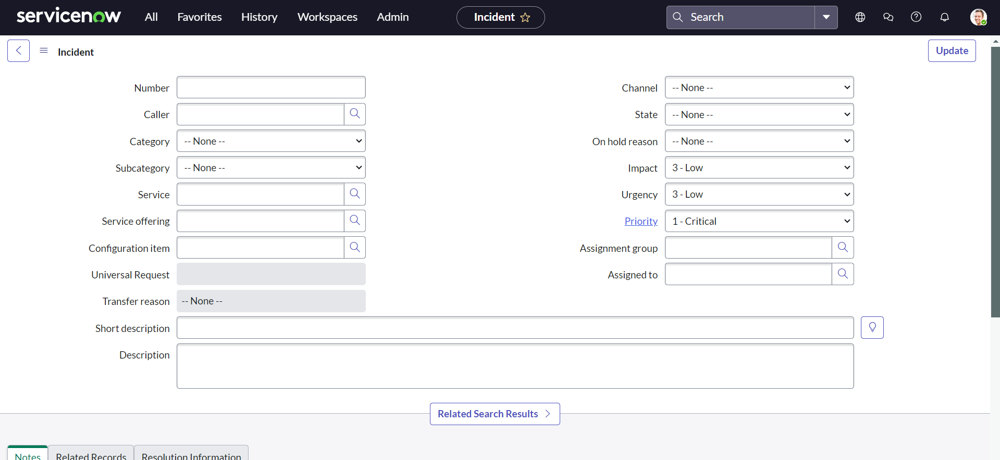 servicenow All Favorites History Workspaces Admin Incident Search
Incident Update
Number
Channel -- None --
Caller
State -- None --
Category -- None --
On hold reason -- None --
Subcategory -- None --
Impact 3 - Low
Service
Urgency 3 - Low
Service offering
Priority 1 - Critical
Configuration item
Assignment group
Universal Request
Assigned to
Transfer reason -- None --
Short description
Description
Related Search Results
Notes Related Records Resolution Information